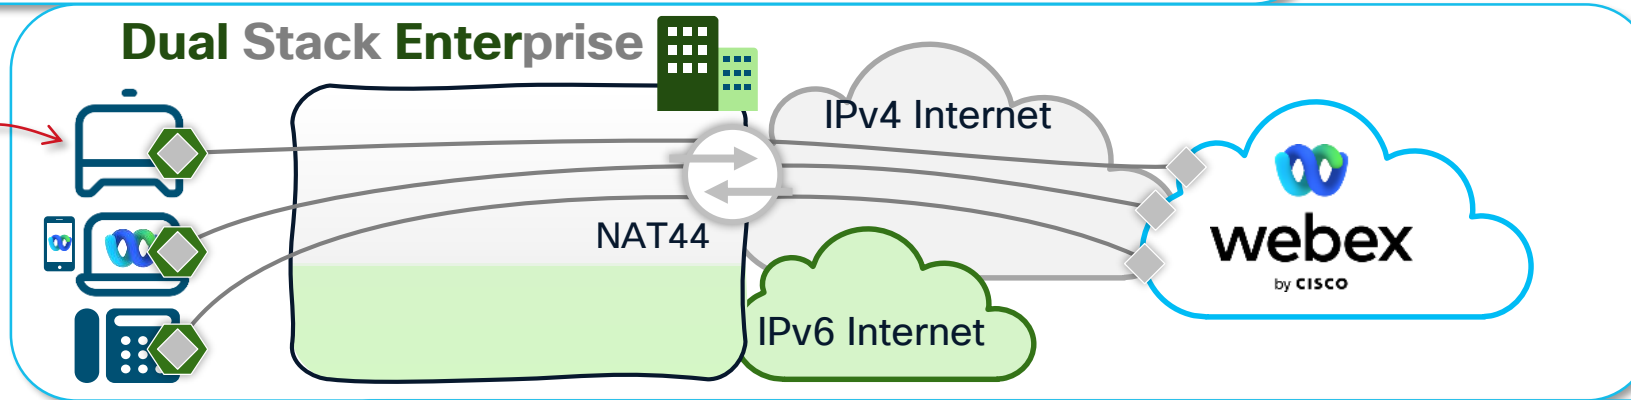 Dual Stack Enterprise
IPv4 Internet
NAT44
webex
by CISCO
IPv6 Internet